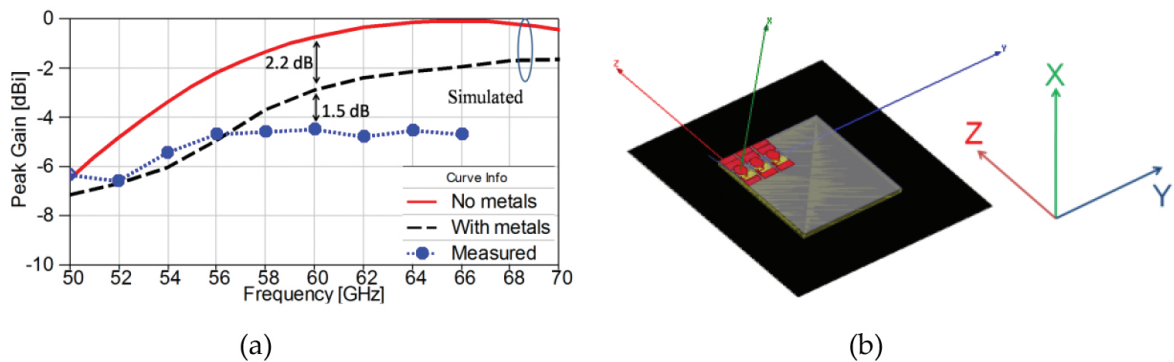 0
-2
-4
-6
-8
-10
Peak Gain [dBi]
2.2 dB
1.5 dB
Simulated
Curve Info
No metals
With metals
Measured
50 52 54 56 58 60 62 64 66 68 70
Frequency [GHz]
(a)
Z
X
Y
X
Z
Y
(b)